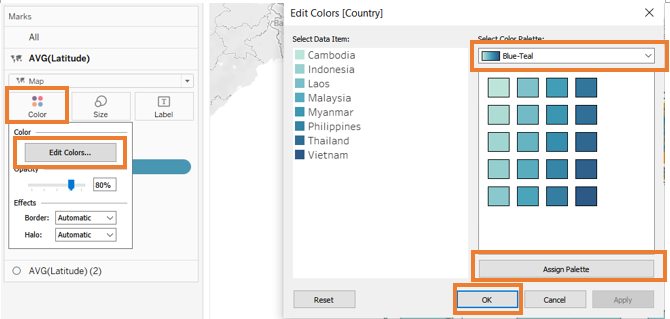 Marks
All
AVG(Latitude)
Map
Color
Size
Label
Color
Edit Colors...
Opacity
80%
Effects
Border:
Automatic
Halo:
Automatic
AVG(Latitude) (2)
Edit Colors [Country]
Select Data Item:
Cambodia
Indonesia
Laos
Malaysia
Myanmar
Philippines
Thailand
Vietnam
Select Color Palette:
Blue-Teal
Assign Palette
Reset
OK
Cancel
Apply